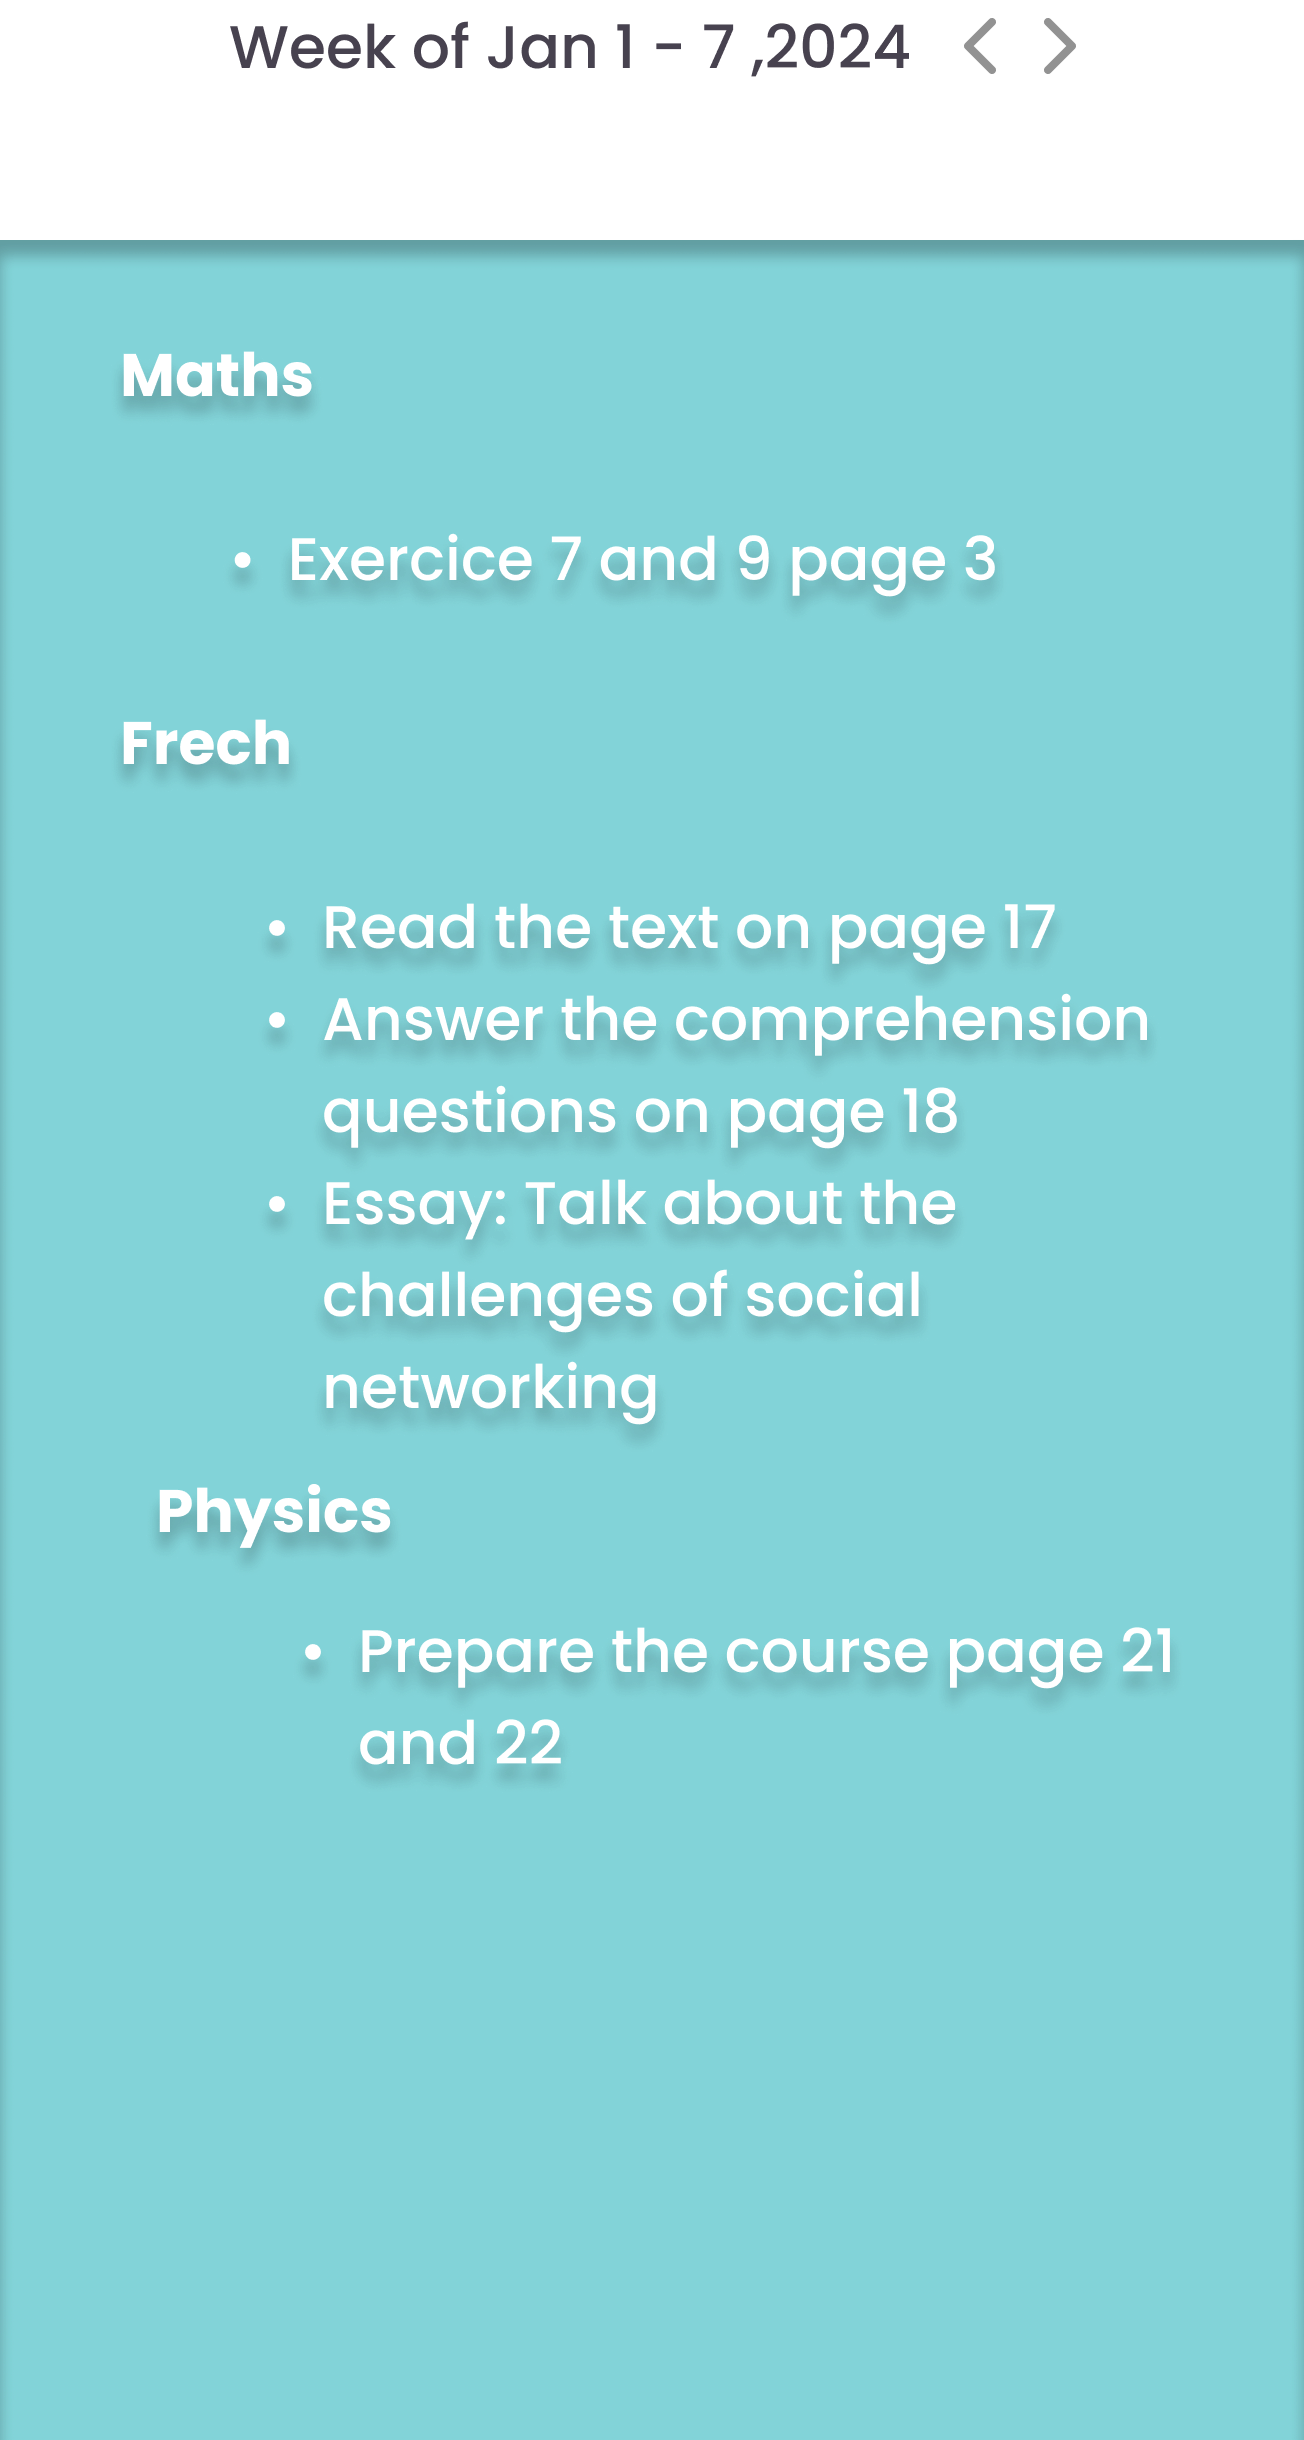 Week of Jan 1 - 7 ,2024
Maths
• Exercice 7 and 9 page 3
Frech
• Read the text on page 17
• Answer the comprehension
questions on page 18
• Essay: Talk about the
challenges of social
networking
Physics
• Prepare the course page 21
and 22